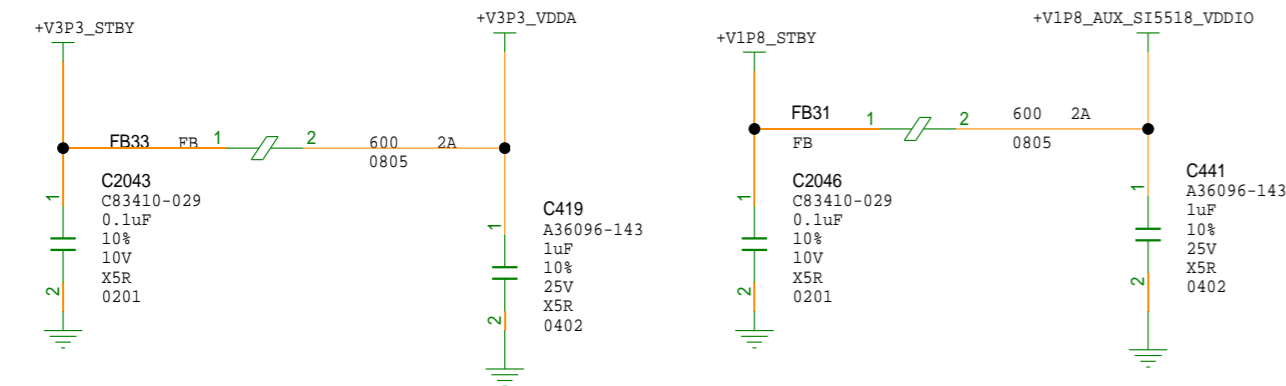 +V3P3_STBY
+V3P3_VDDA
FB33 FB 1 2 600 2A
0805
1
C2043
C83410-029
0.1uF
10%
10V
X5R
0201
2
1
C419
A36096-143
1uF
10%
25V
X5R
0402
2
+V1P8_STBY
+V1P8_AUX_SI5518_VDDIO
FB31 1 2 600 2A
FB 0805
1
C2046
C83410-029
0.1uF
10%
10V
X5R
0201
2
1
C441
A36096-143
1uF
10%
25V
X5R
0402
2